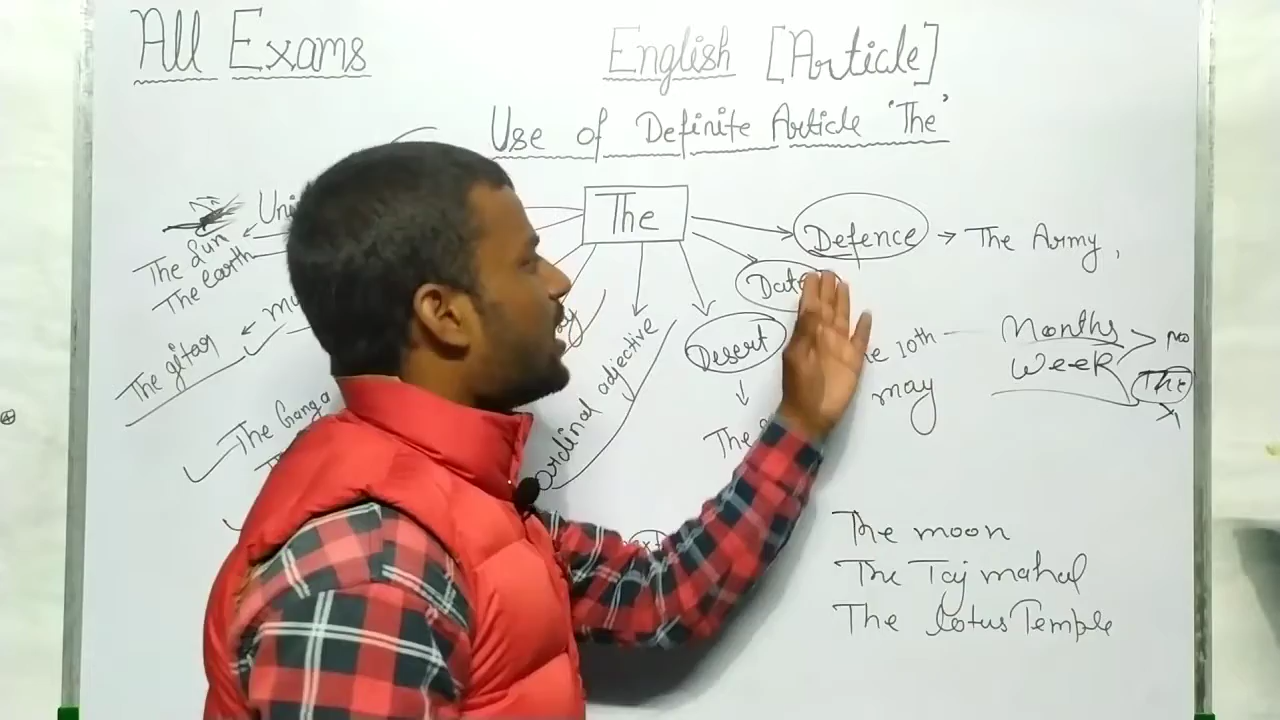 All Exams
English [Article]
Use of Definite Article 'The'
The
Defence → The Army,
The Sun
The earth
Date
Desert
The gitar
10th
may
Months
Week
The
The Ganga
ordinal adjective
The
The moon
The Taj mahal
The lotus Temple